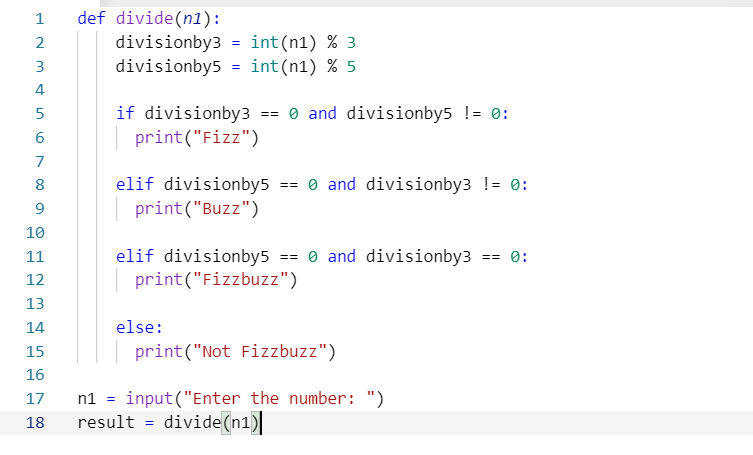 1 def divide(n1):
2 divisionby3 = int(n1) % 3
3 divisionby5 = int(n1) % 5
4
5 if divisionby3 == 0 and divisionby5 != 0:
6 print("Fizz")
7
8 elif divisionby5 == 0 and divisionby3 != 0:
9 print("Buzz")
10
11 elif divisionby5 == 0 and divisionby3 == 0:
12 print("Fizzbuzz")
13
14 else:
15 print("Not Fizzbuzz")
16
17 n1 = input("Enter the number: ")
18 result = divide(n1)